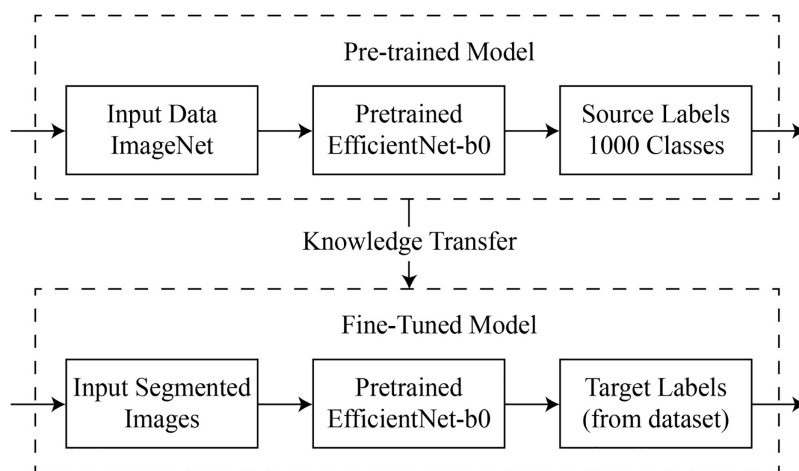 Pre-trained Model
Input Data
ImageNet
Pretrained
EfficientNet-b0
Source Labels
1000 Classes
Knowledge Transfer
Fine-Tuned Model
Input Segmented
Images
Pretrained
EfficientNet-b0
Target Labels
(from dataset)